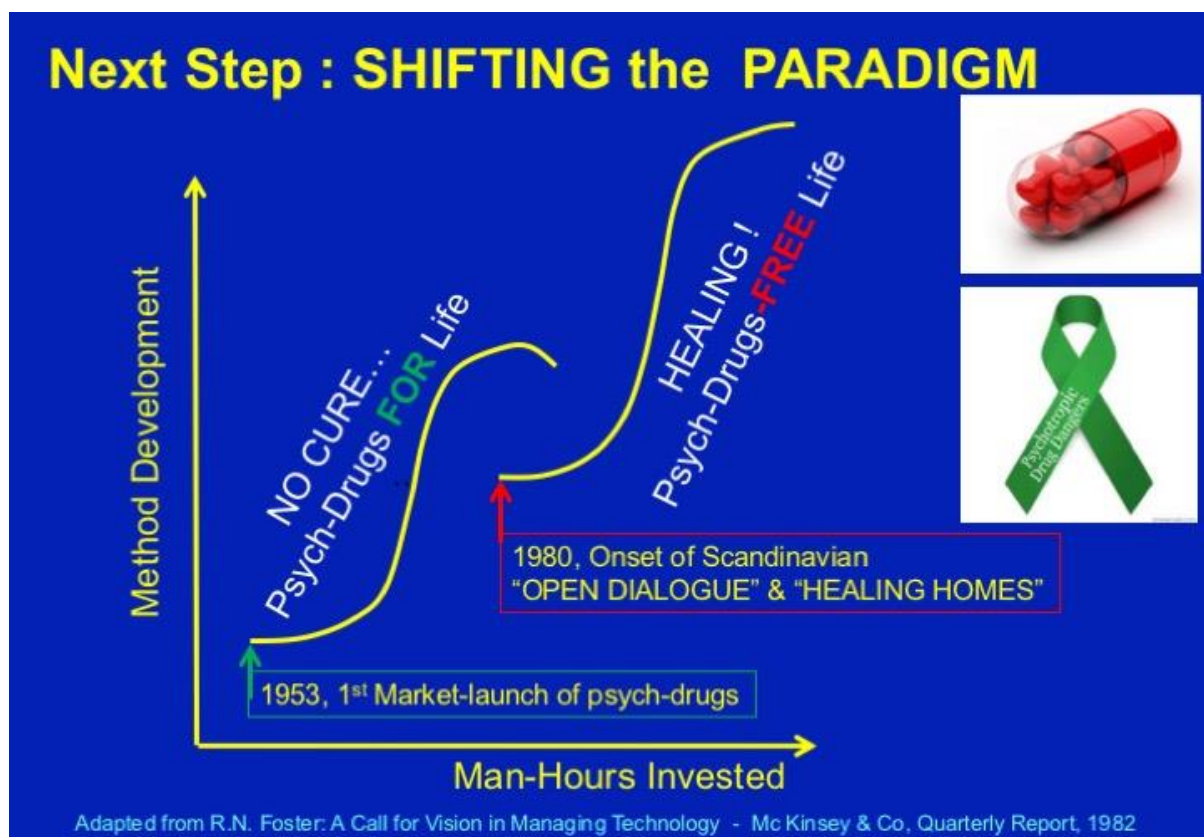 Next Step : SHIFTING the PARADIGM
Method Development
NO CURE...
Psych-Drugs FOR Life
HEALING !
Psych-Drugs-FREE Life
Psychotropic
Drug Dangers
1980, Onset of Scandinavian
“OPEN DIALOGUE” & “HEALING HOMES”
1953, 1st Market-launch of psych-drugs
Man-Hours Invested
Adapted from R.N. Foster: A Call for Vision in Managing Technology - Mc Kinsey & Co, Quarterly Report, 1982